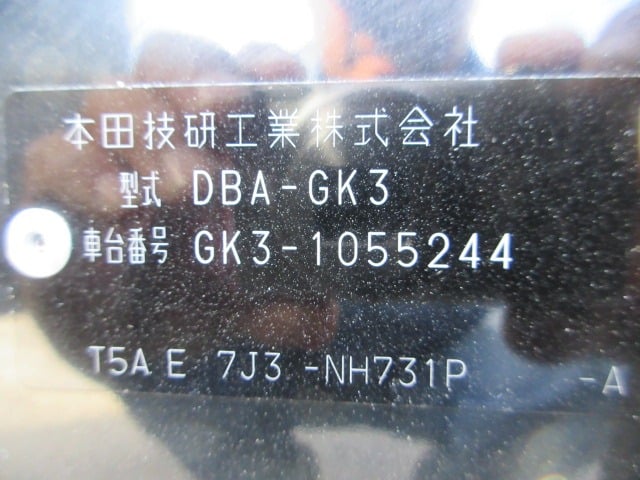 本田技研工業株式会社
型式 DBA-GK3
車台番号 GK3-1055244
T5A E 7J3 -NH731P -A